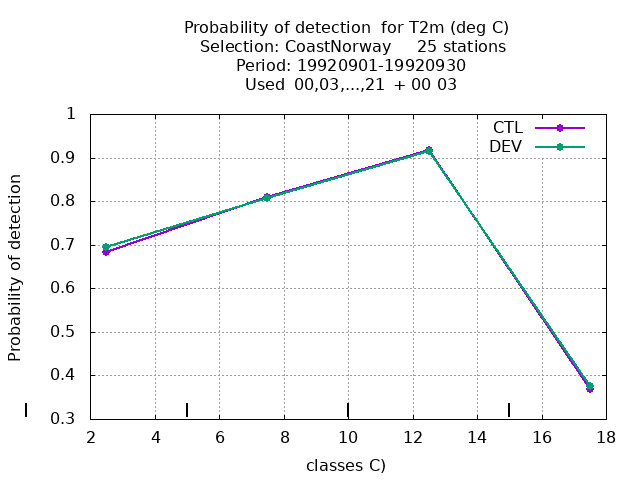 Probability of detection  for T2m (deg C)
Selection: CoastNorway     25 stations
Period: 19920901-19920930
Used  00,03,...,21  + 00 03
CTL
DEV
1
0.9
0.8
0.7
0.6
0.5
0.4
0.3
Probability of detection
2 4 6 8 10 12 14 16 18
classes C)